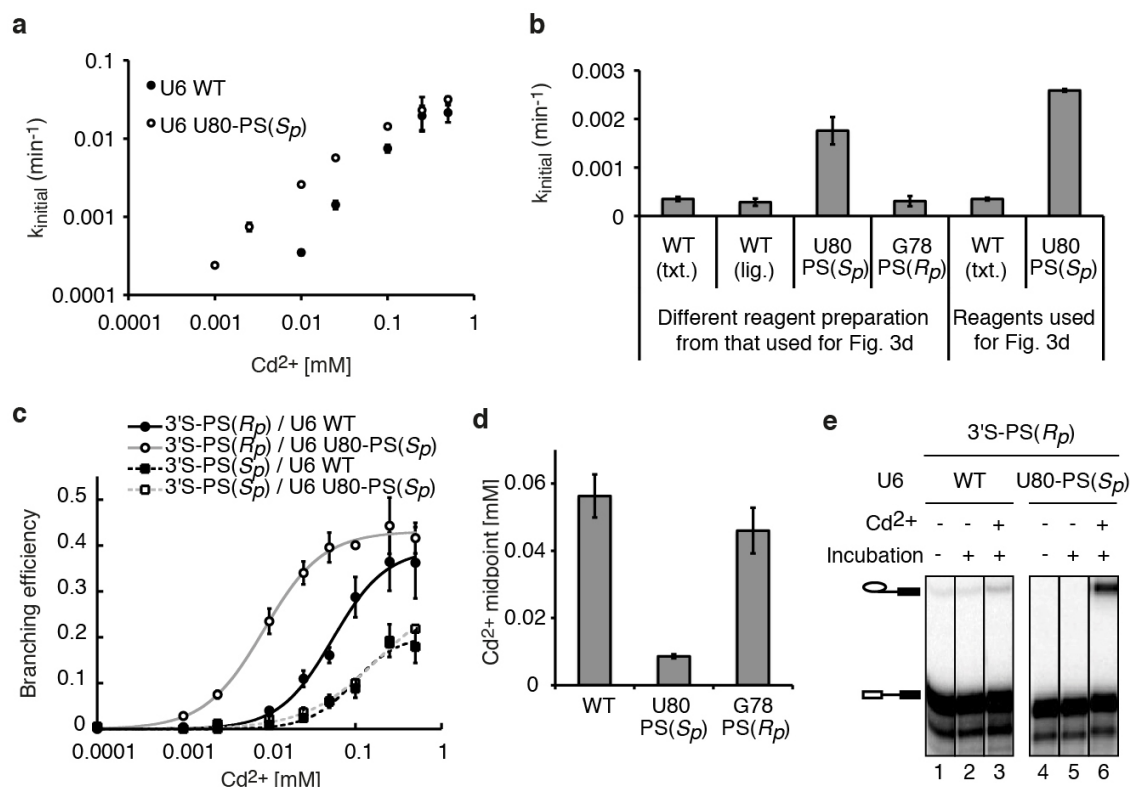 a
0.1
0.01
0.001
0.0001
k_initial (min-1)
U6 WT
U6 U80-PS(Sp)
0.0001 0.001 0.01 0.1 1
Cd2+ [mM]
b
0.003
0.002
0.001
0
k_initial (min-1)
WT (txt.)
WT (lig.)
U80 PS(Sp)
G78 PS(Rp)
WT (txt.)
U80 PS(Sp)
Different reagent preparation
from that used for Fig. 3d
Reagents used
for Fig. 3d
c
3'S-PS(Rp) / U6 WT
3'S-PS(Rp) / U6 U80-PS(Sp)
3'S-PS(Sp) / U6 WT
3'S-PS(Sp) / U6 U80-PS(Sp)
0.5
0.4
0.3
0.2
0.1
0
Branching efficiency
0.0001 0.001 0.01 0.1 1
Cd2+ [mM]
d
0.06
0.04
0.02
0
Cd2+ midpoint [mM]
WT
U80 PS(Sp)
G78 PS(Rp)
e
3'S-PS(Rp)
U6 WT U80-PS(Sp)
Cd2+ - - + - - +
Incubation - + + - + +
1 2 3 4 5 6